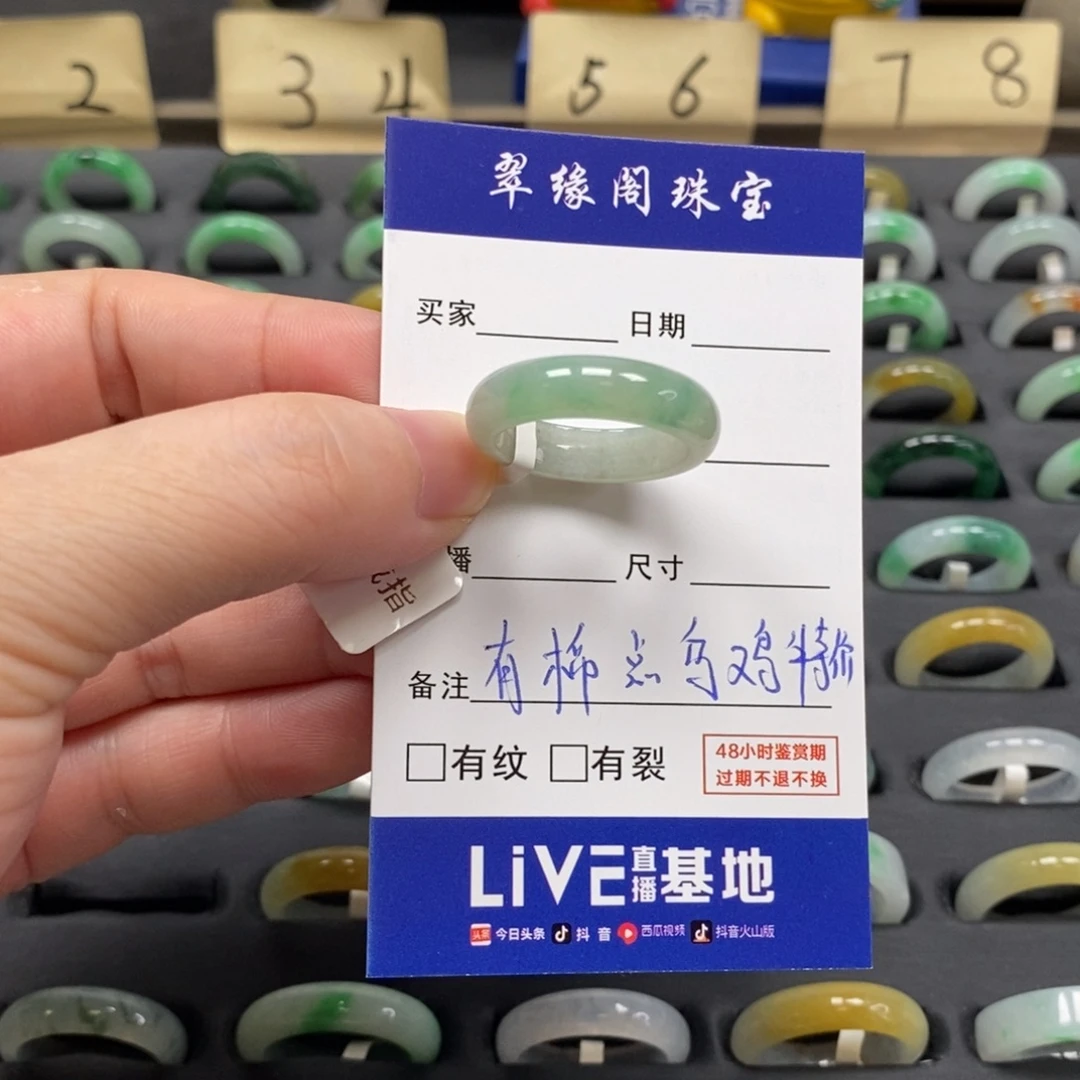 2
3 4
5 6
7 8
翠缘阁珠宝
买家 日期
播 尺寸
指
备注 有棉点乌鸡特价
有纹 有裂
48小时鉴赏期
过期不退不换
LiVE直播基地
头条 今日头条 抖音 西瓜视频 抖音火山版